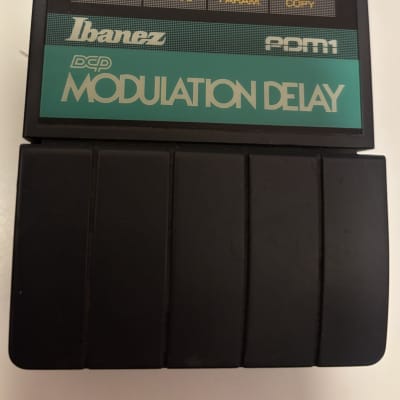 PARAM COPY
Ibanez PDM1
DCP
MODULATION DELAY